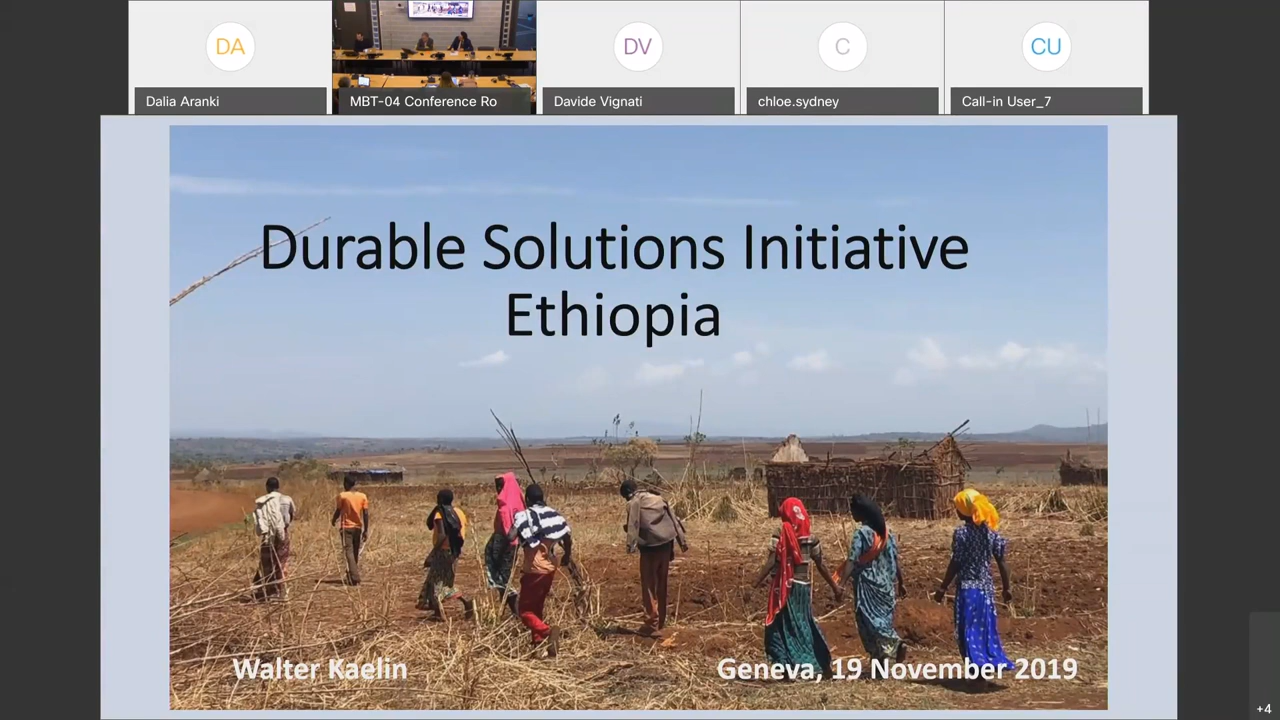 DA
DV
C
CU
Dalia Aranki
MBT-04 Conference Ro
Davide Vignati
chloe.sydney
Call-in User_7
Durable Solutions Initiative
Ethiopia
Walter Kaelin
Geneva, 19 November 2019
+4